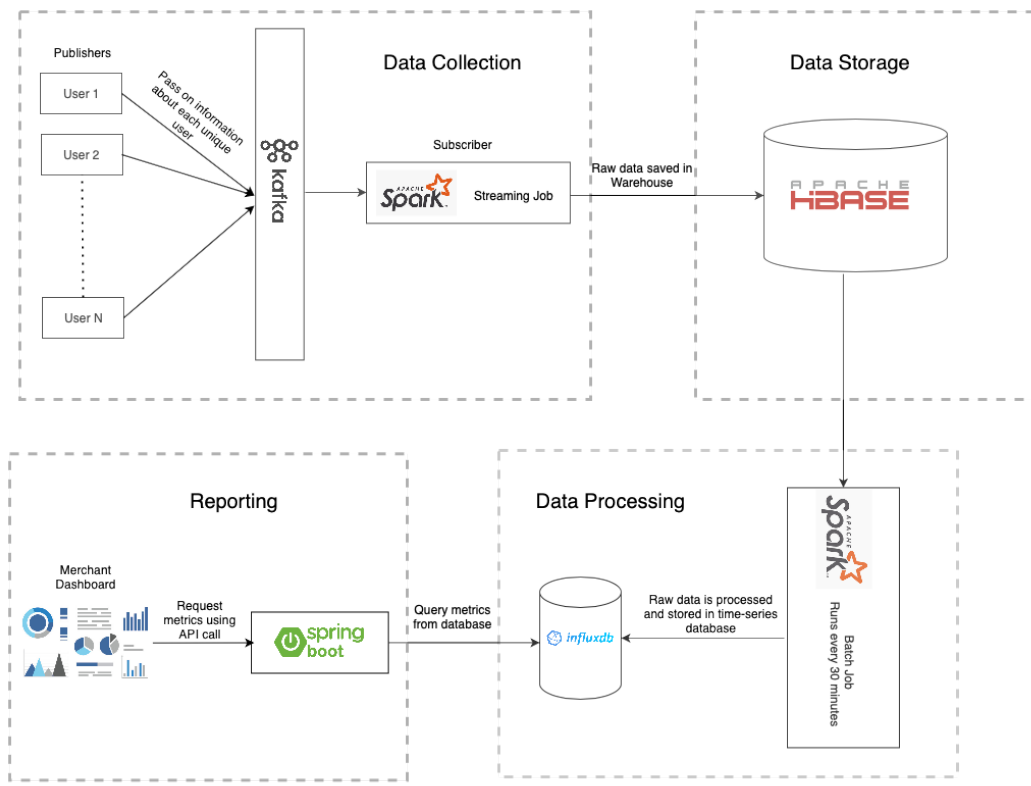 Data Collection
Publishers
User 1
User 2
User N
Pass on information
about each unique
user
kafka
Subscriber
APACHE
Spark
Streaming Job
Raw data saved in
Warehouse
Data Storage
APACHE
HBASE
Reporting
Merchant
Dashboard
Request
metrics using
API call
spring
boot
Query metrics
from database
Data Processing
influxdb
Raw data is processed
and stored in time-series
database
APACHE
Spark
Batch Job
Runs every 30 minutes